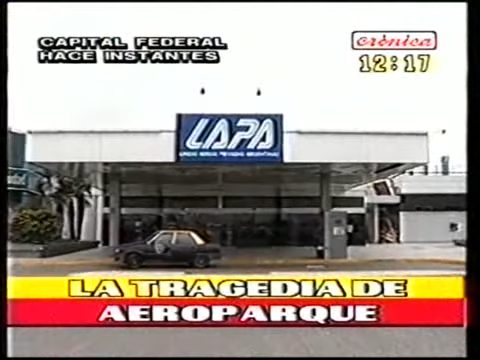 CAPITAL FEDERAL
HACE INSTANTES
crónica
12:17
LAPA
LA TRAGEDIA DE
AEROPARQUE